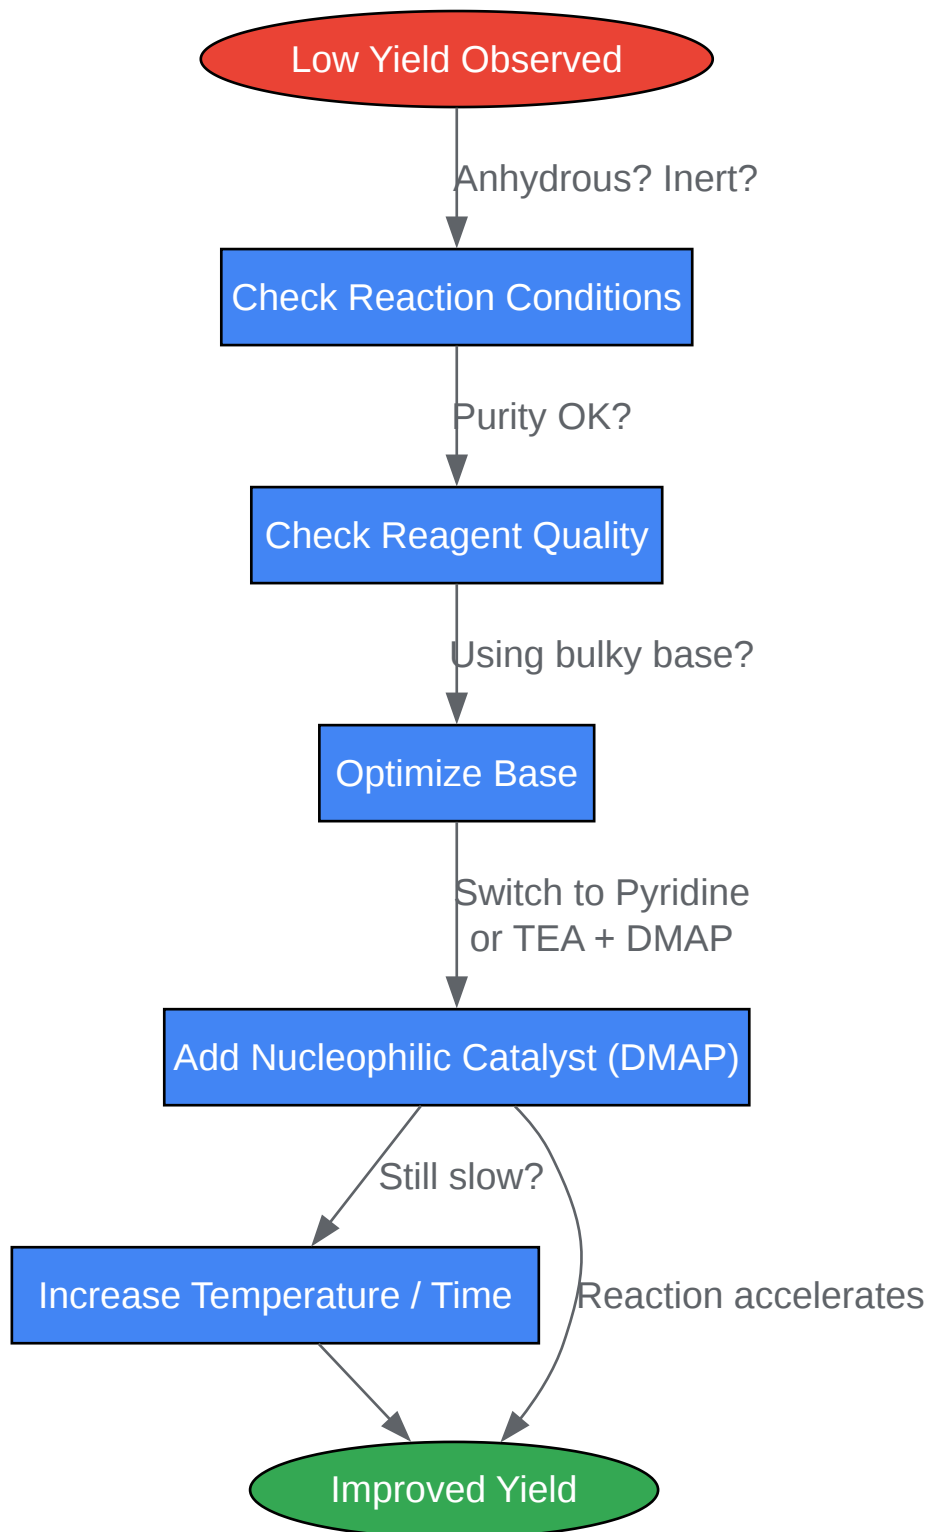 Low Yield Observed
Anhydrous? Inert?
Check Reaction Conditions
Purity OK?
Check Reagent Quality
Using bulky base?
Optimize Base
Switch to Pyridine
or TEA + DMAP
Add Nucleophilic Catalyst (DMAP)
Still slow?
Increase Temperature / Time
Reaction accelerates
Improved Yield